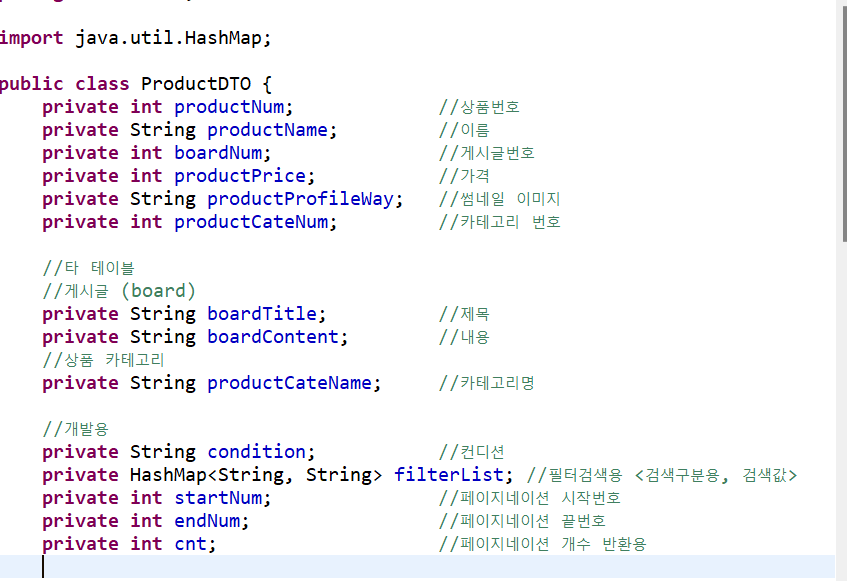 import java.util.HashMap;
public class ProductDTO {
private int productNum; //상품번호
private String productName; //이름
private int boardNum; //게시글번호
private int productPrice; //가격
private String productProfileWay; //썸네일 이미지
private int productCateNum; //카테고리 번호
//타 테이블
//게시글 (board)
private String boardTitle; //제목
private String boardContent; //내용
//상품 카테고리
private String productCateName; //카테고리명
//개발용
private String condition; //컨디션
private HashMap<String, String> filterList; //필터검색용 <검색구분용, 검색값>
private int startNum; //페이지네이션 시작번호
private int endNum; //페이지네이션 끝번호
private int cnt; //페이지네이션 개수 반환용